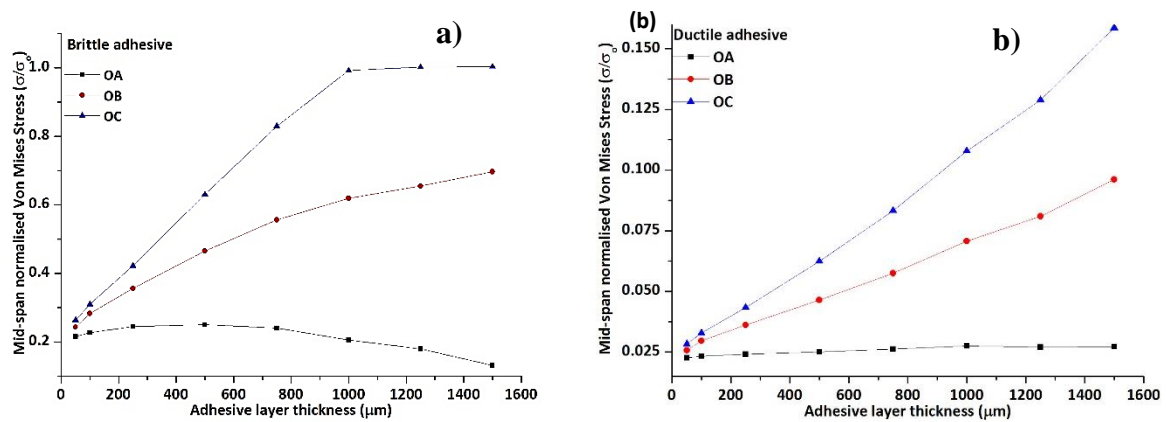 a)
Brittle adhesive
OA
OB
OC
Mid-span normalised Von Mises Stress (σ/σo)
1.0
0.8
0.6
0.4
0.2
0 200 400 600 800 1000 1200 1400 1600
Adhesive layer thickness (μm)
(b)
b)
Ductile adhesive
OA
OB
OC
Mid-span normalised Von Mises Stress (σ/σo)
0.150
0.125
0.100
0.075
0.050
0.025
0 200 400 600 800 1000 1200 1400 1600
Adhesive layer thickness (μm)